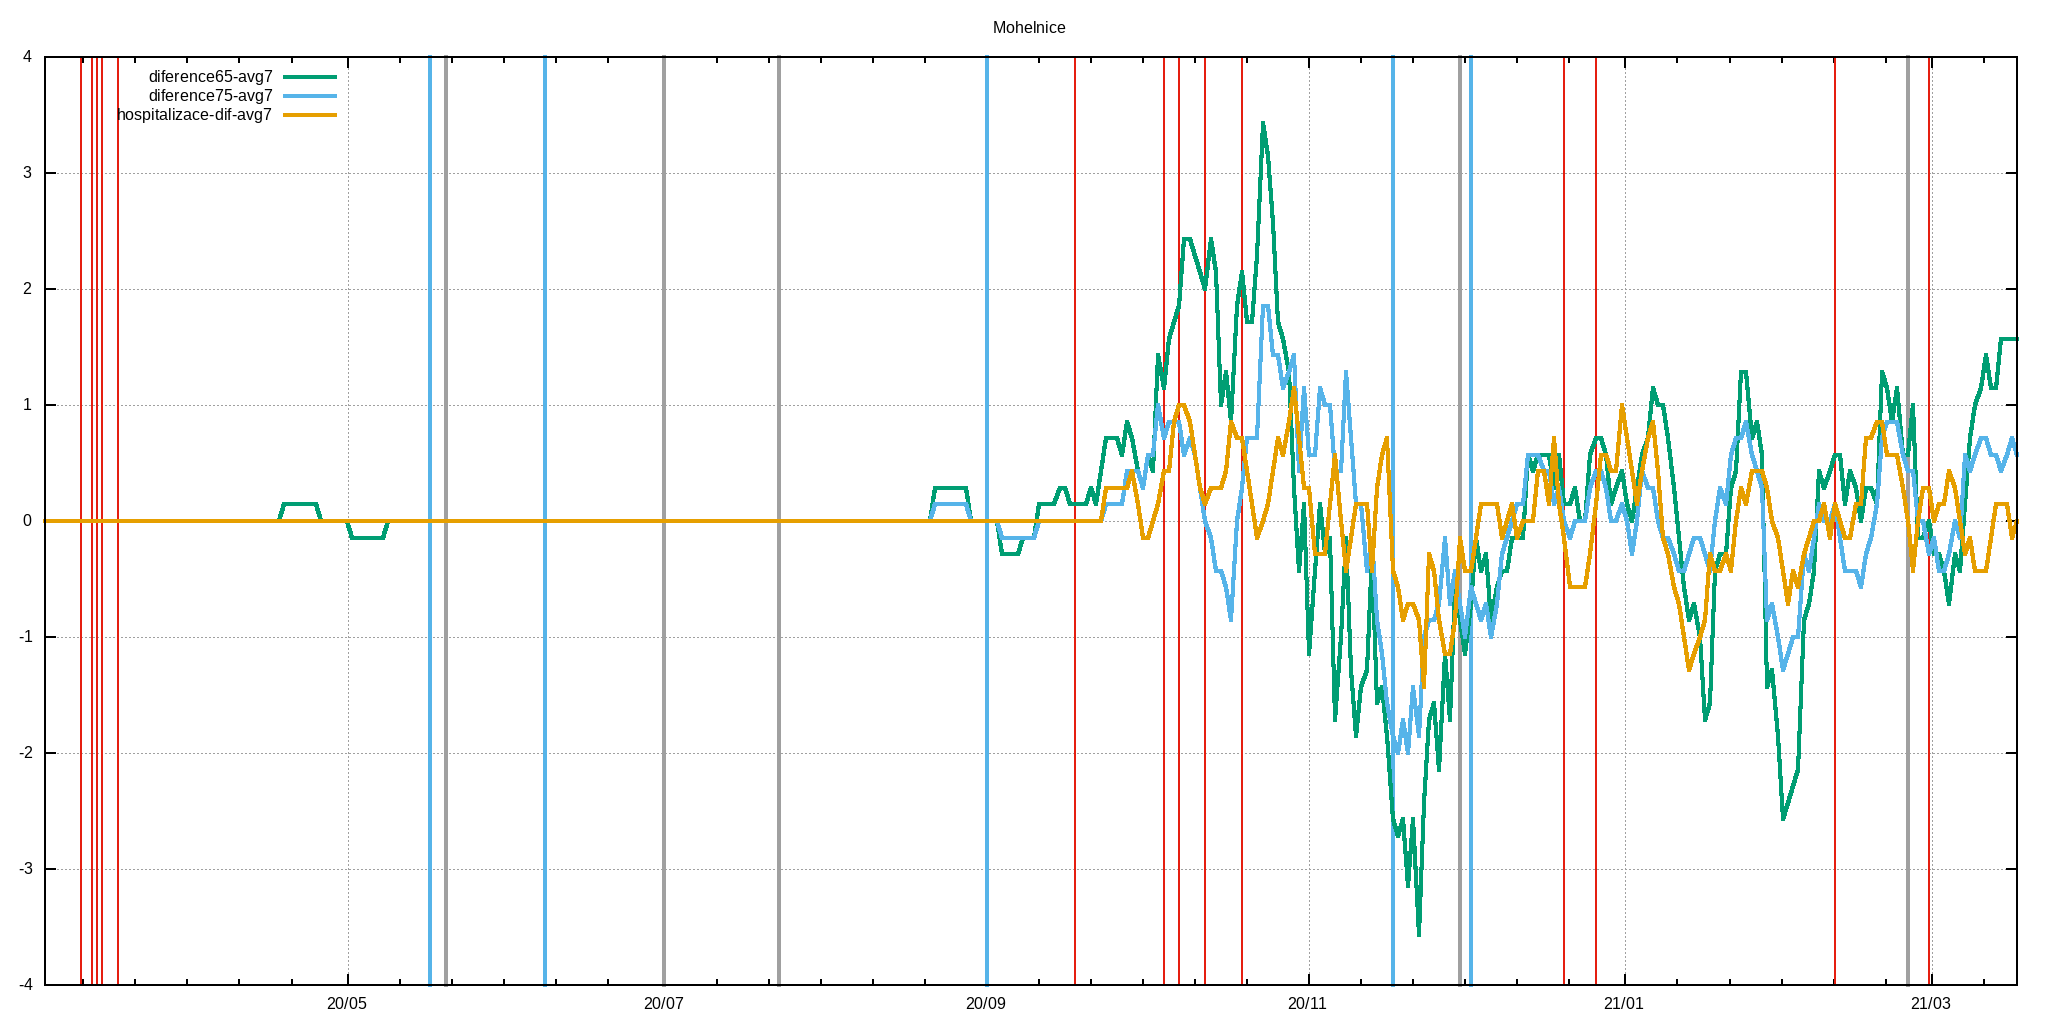 Mohelnice
diference65-avg7
diference75-avg7
hospitalizace-dif-avg7
4
3
2
1
0
-1
-2
-3
-4
20/05 20/07 20/09 20/11 21/01 21/03